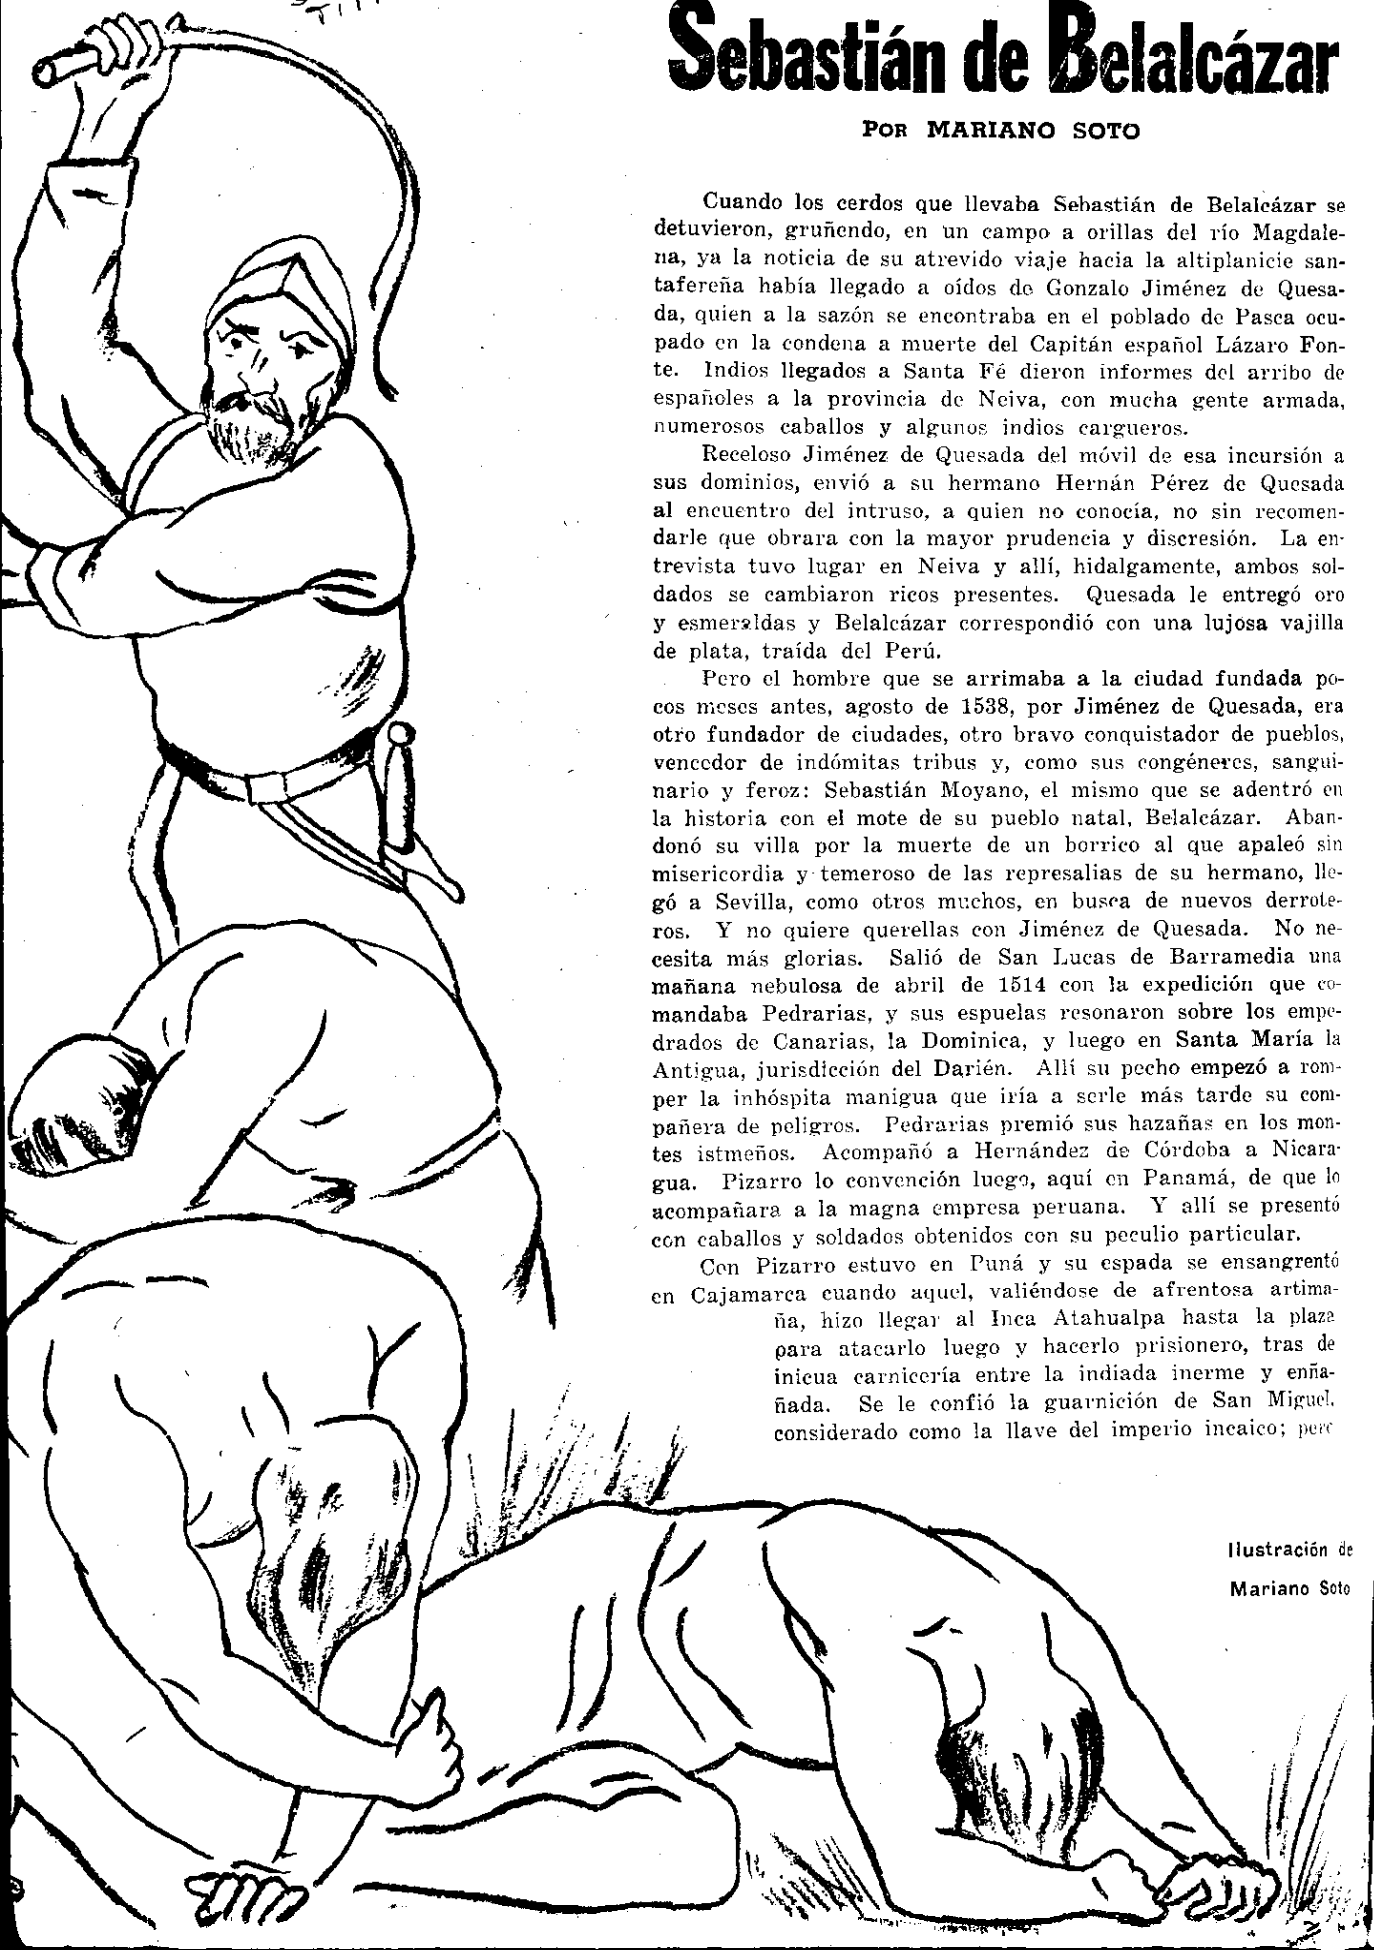 Sebastián de Belalcázar
POR MARIANO SOTO
Cuando los cerdos que llevaba Sebastián de Belalcázar se
detuvieron, gruñendo, en un campo a orillas del río Magdale-
na, ya la noticia de su atrevido viaje hacia la altiplanicie san-
tafereña había llegado a oídos de Gonzalo Jiménez de Quesa-
da, quien a la sazón se encontraba en el poblado de Pasca ocu-
pado en la condena a muerte del Capitán español Lázaro Fon-
te. Indios llegados a Santa Fé dieron informes del arribo de
españoles a la provincia de Neiva, con mucha gente armada,
numerosos caballos y algunos indios cargueros.
Receloso Jiménez de Quesada del móvil de esa incursión a
sus dominios, envió a su hermano Hernán Pérez de Quesada
al encuentro del intruso, a quien no conocía, no sin recomen-
darle que obrara con la mayor prudencia y discresión. La en-
trevista tuvo lugar en Neiva y allí, hidalgamente, ambos sol-
dados se cambiaron ricos presentes. Quesada le entregó oro
y esmeraldas y Belalcázar correspondió con una lujosa vajilla
de plata, traída del Perú.
Pero el hombre que se arrimaba a la ciudad fundada po-
cos meses antes, agosto de 1538, por Jiménez de Quesada, era
otro fundador de ciudades, otro bravo conquistador de pueblos,
vencedor de indómitas tribus y, como sus congéneres, sangui-
nario y feroz: Sebastián Moyano, el mismo que se adentró en
la historia con el mote de su pueblo natal, Belalcázar. Aban-
donó su villa por la muerte de un borrico al que apaleó sin
misericordia y temeroso de las represalias de su hermano, lle-
gó a Sevilla, como otros muchos, en busca de nuevos derrote-
ros. Y no quiere querellas con Jiménez de Quesada. No ne-
cesita más glorias. Salió de San Lucas de Barramedia una
mañana nebulosa de abril de 1514 con la expedición que co-
mandaba Pedrarias, y sus espuelas resonaron sobre los empe-
drados de Canarias, la Dominica, y luego en Santa María la
Antigua, jurisdicción del Darién. Allí su pecho empezó a rom-
per la inhóspita manigua que iría a serle más tarde su com-
pañera de peligros. Pedrarias premió sus hazañas en los mon-
tes istmeños. Acompañó a Hernández de Córdoba a Nicara-
gua. Pizarro lo convención luego, aquí en Panamá, de que lo
acompañara a la magna empresa peruana. Y allí se presentó
con caballos y soldados obtenidos con su peculio particular.
Con Pizarro estuvo en Puná y su espada se ensangrentó
en Cajamarca cuando aquel, valiéndose de afrentosa artima-
ña, hizo llegar al Inca Atahualpa hasta la plaza
para atacarlo luego y hacerlo prisionero, tras de
inicua carnicería entre la indiada inerme y enña-
ñada. Se le confió la guarnición de San Miguel,
considerado como la llave del imperio incaico; pero
Ilustración de
Mariano Soto